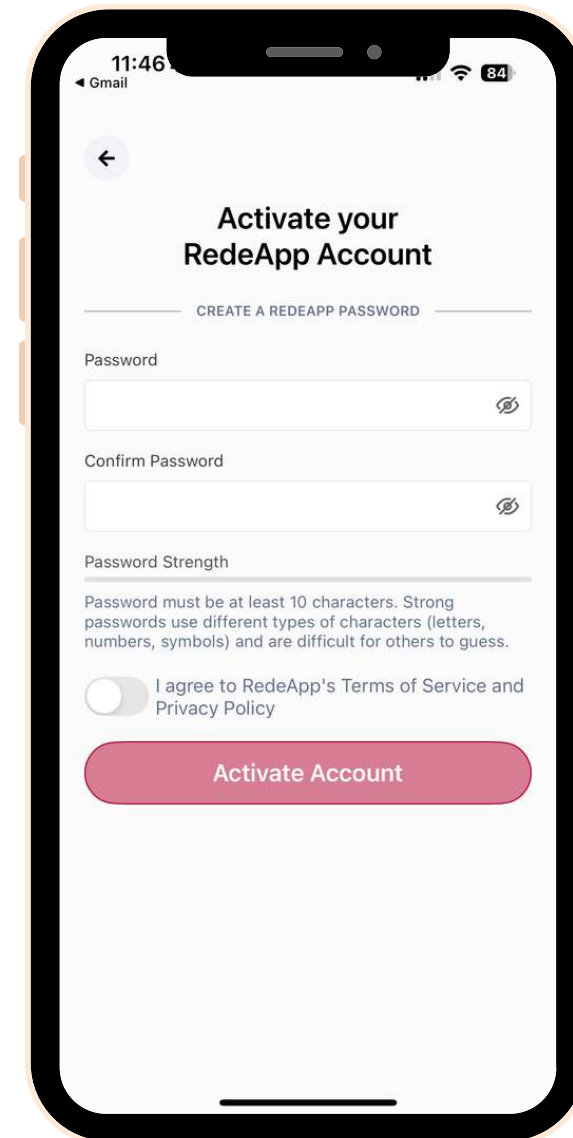 11:46
◄ Gmail
84
Activate your
RedeApp Account
CREATE A REDEAPP PASSWORD
Password
Confirm Password
Password Strength
Password must be at least 10 characters. Strong
passwords use different types of characters (letters,
numbers, symbols) and are difficult for others to guess.
I agree to RedeApp's Terms of Service and
Privacy Policy
Activate Account